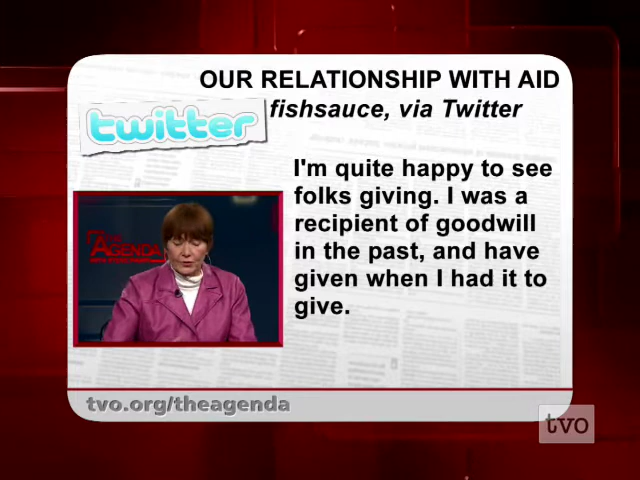 OUR RELATIONSHIP WITH AID
twitter
fishsauce, via Twitter
I'm quite happy to see
folks giving. I was a
recipient of goodwill
in the past, and have
given when I had it to
give.
AGENDA
tvo.org/theagenda
tvo